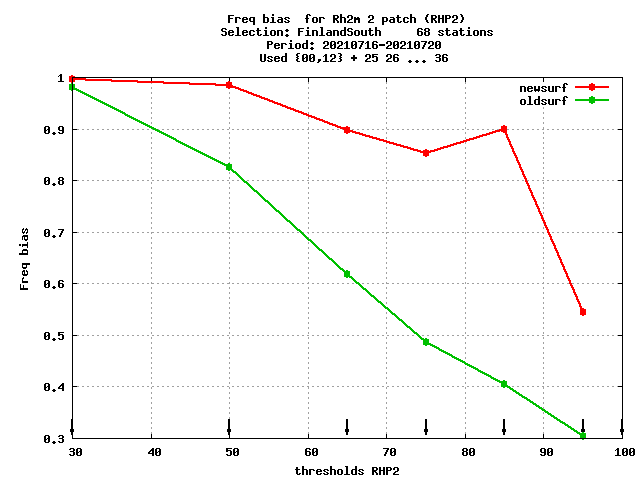 Freq bias  for Rh2m 2 patch (RHP2)
Selection: FinlandSouth     68 stations
Period: 20210716-20210720
Used {00,12} + 25 26 ... 36
newsurf
oldsurf
1
0.9
0.8
0.7
0.6
0.5
0.4
0.3
Freq bias
30 40 50 60 70 80 90 100
thresholds RHP2